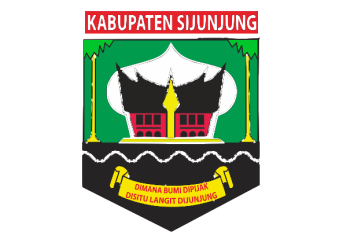 KABUPATEN SIJUNJUNG
DIMANA BUMI DIPIJAK
DISITU LANGIT DIJUNJUNG